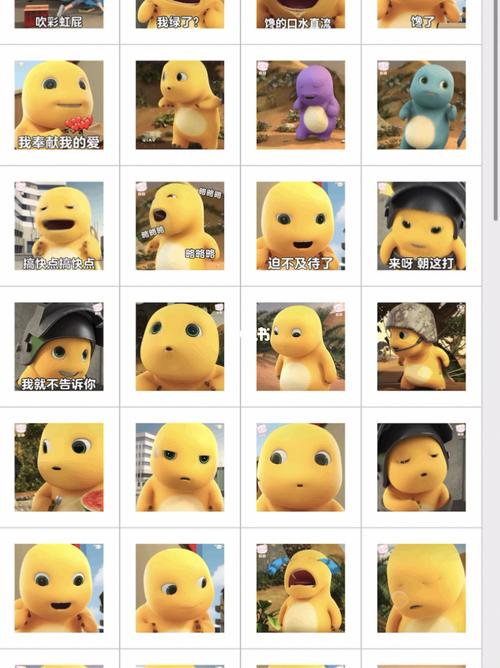 吹彩虹屁
我绿了？
馋的口水直流
馋了
我奉献我的爱
搞快点搞快点
略略略
略略略
略略略
迫不及待了
来呀 朝这打
我就不告诉你